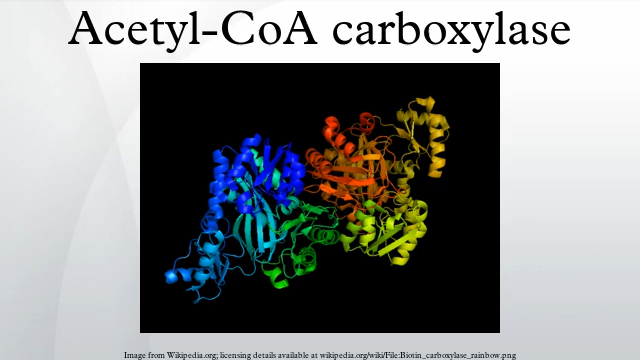 Acetyl-CoA carboxylase
Image from Wikipedia.org; licensing details available at wikipedia.org/wiki/File:Biotin_carboxylase_rainbow.png